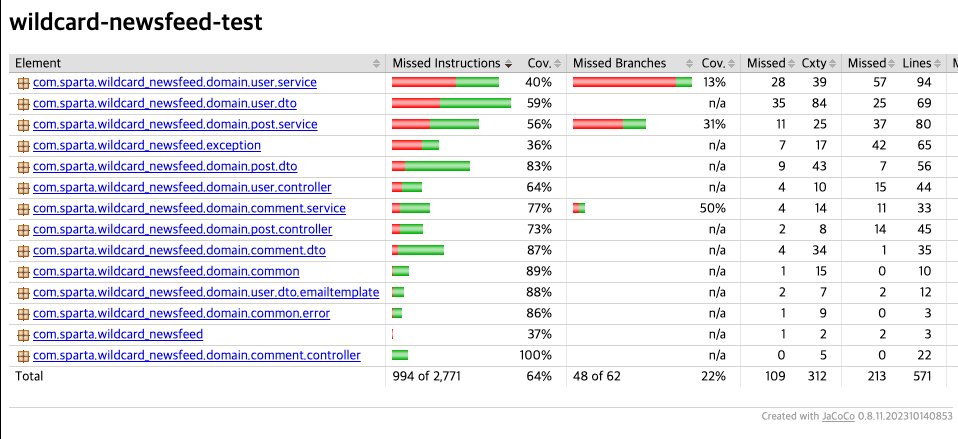 wildcard-newsfeed-test
Element Missed Instructions Cov. Missed Branches Cov. Missed Cxty Missed Lines
com.sparta.wildcard_newsfeed.domain.user.service 40% 13% 28 39 57 94
com.sparta.wildcard_newsfeed.domain.user.dto 59% n/a 35 84 25 69
com.sparta.wildcard_newsfeed.domain.post.service 56% 31% 11 25 37 80
com.sparta.wildcard_newsfeed.exception 36% n/a 7 17 42 65
com.sparta.wildcard_newsfeed.domain.post.dto 83% n/a 9 43 7 56
com.sparta.wildcard_newsfeed.domain.user.controller 64% n/a 4 10 15 44
com.sparta.wildcard_newsfeed.domain.comment.service 77% 50% 4 14 11 33
com.sparta.wildcard_newsfeed.domain.post.controller 73% n/a 2 8 14 45
com.sparta.wildcard_newsfeed.domain.comment.dto 87% n/a 4 34 1 35
com.sparta.wildcard_newsfeed.domain.common 89% n/a 1 15 0 10
com.sparta.wildcard_newsfeed.domain.user.dto.emailtemplate 88% n/a 2 7 2 12
com.sparta.wildcard_newsfeed.domain.common.error 86% n/a 1 9 0 3
com.sparta.wildcard_newsfeed 37% n/a 1 2 2 3
com.sparta.wildcard_newsfeed.domain.comment.controller 100% n/a 0 5 0 22
Total 994 of 2,771 64% 48 of 62 22% 109 312 213 571
Created with JaCoCo 0.8.11.202310140853